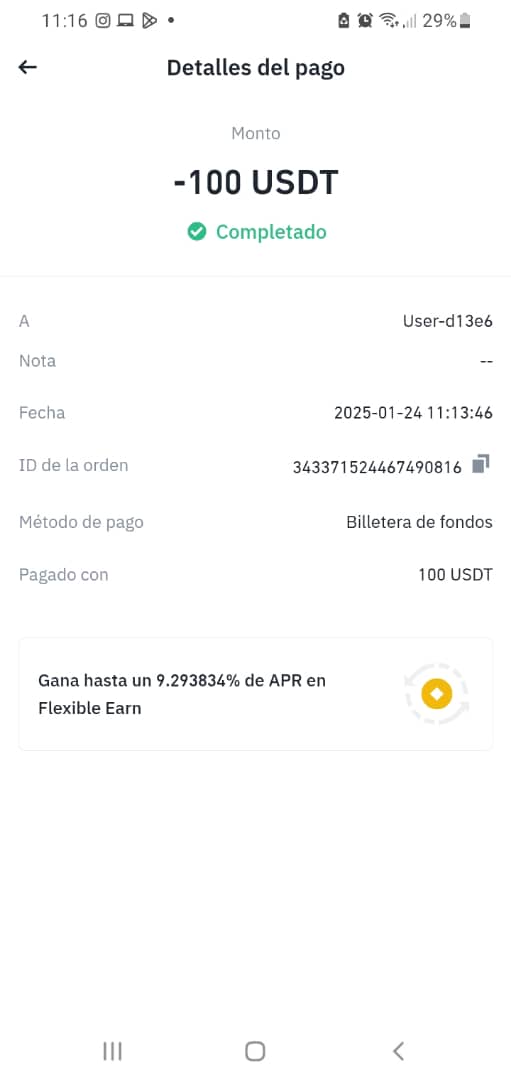 11:16
29%
Detalles del pago
Monto
-100 USDT
Completado
A User-d13e6
Nota --
Fecha 2025-01-24 11:13:46
ID de la orden 343371524467490816
Método de pago Billetera de fondos
Pagado con 100 USDT
Gana hasta un 9.293834% de APR en
Flexible Earn